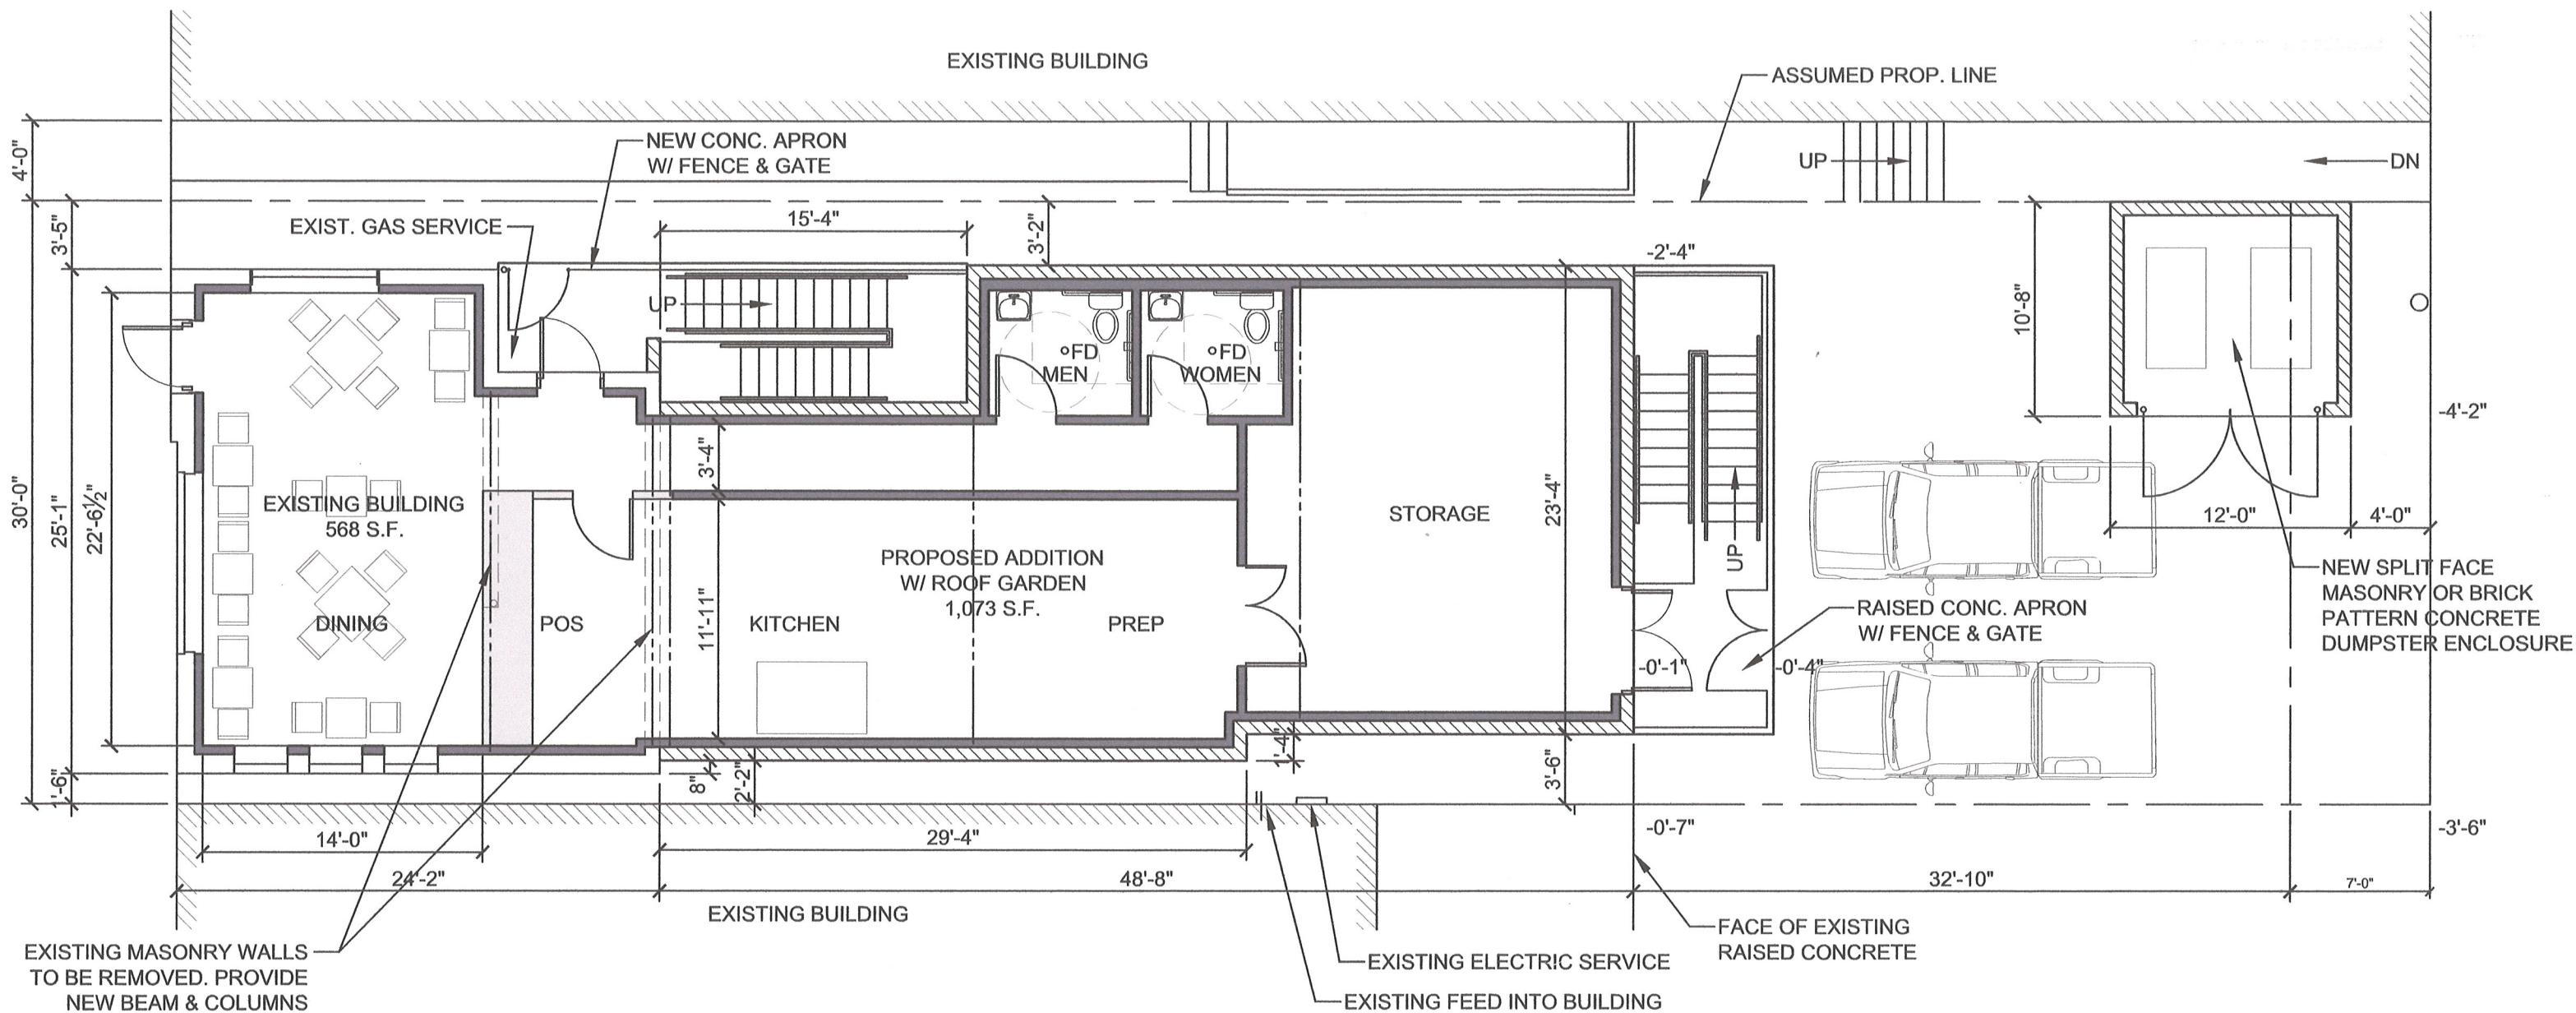 EXISTING BUILDING
ASSUMED PROP. LINE
NEW CONC. APRON
W/ FENCE & GATE
UP
DN
4'-0"
3'-5"
EXIST. GAS SERVICE
15'-4"
3'-2"
-2'-4"
UP
10'-8"
FD
MEN
FD
WOMEN
-4'-2"
3'-4"
30'-0"
25'-1"
22'-6½"
EXISTING BUILDING
568 S.F.
STORAGE
23'-4"
UP
12'-0"
4'-0"
PROPOSED ADDITION
W/ ROOF GARDEN
1,073 S.F.
NEW SPLIT FACE
MASONRY OR BRICK
PATTERN CONCRETE
DUMPSTER ENCLOSURE
DINING
POS
11'-11"
KITCHEN
PREP
RAISED CONC. APRON
W/ FENCE & GATE
-0'-1"
-0'-4"
1'-6"
8"
2'-2"
1'-4"
3'-6"
14'-0"
29'-4"
-0'-7"
-3'-6"
24'-2"
48'-8"
32'-10"
7'-0"
EXISTING BUILDING
FACE OF EXISTING
RAISED CONCRETE
EXISTING MASONRY WALLS
TO BE REMOVED. PROVIDE
NEW BEAM & COLUMNS
EXISTING ELECTRIC SERVICE
EXISTING FEED INTO BUILDING